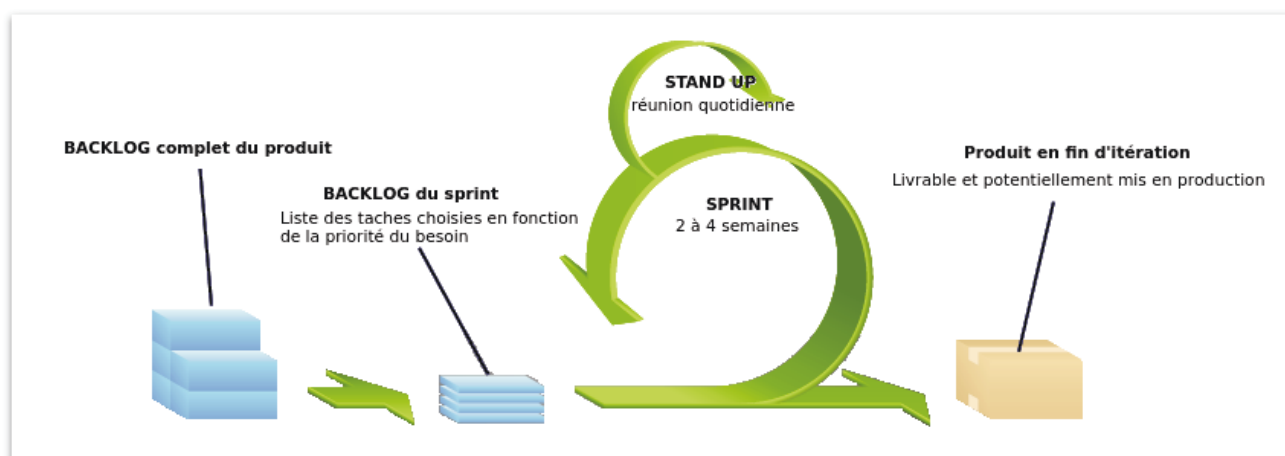 STAND UP
réunion quotidienne
BACKLOG complet du produit
Produit en fin d'itération
Livrable et potentiellement mis en production
BACKLOG du sprint
Liste des taches choisies en fonction
de la priorité du besoin
SPRINT
2 à 4 semaines